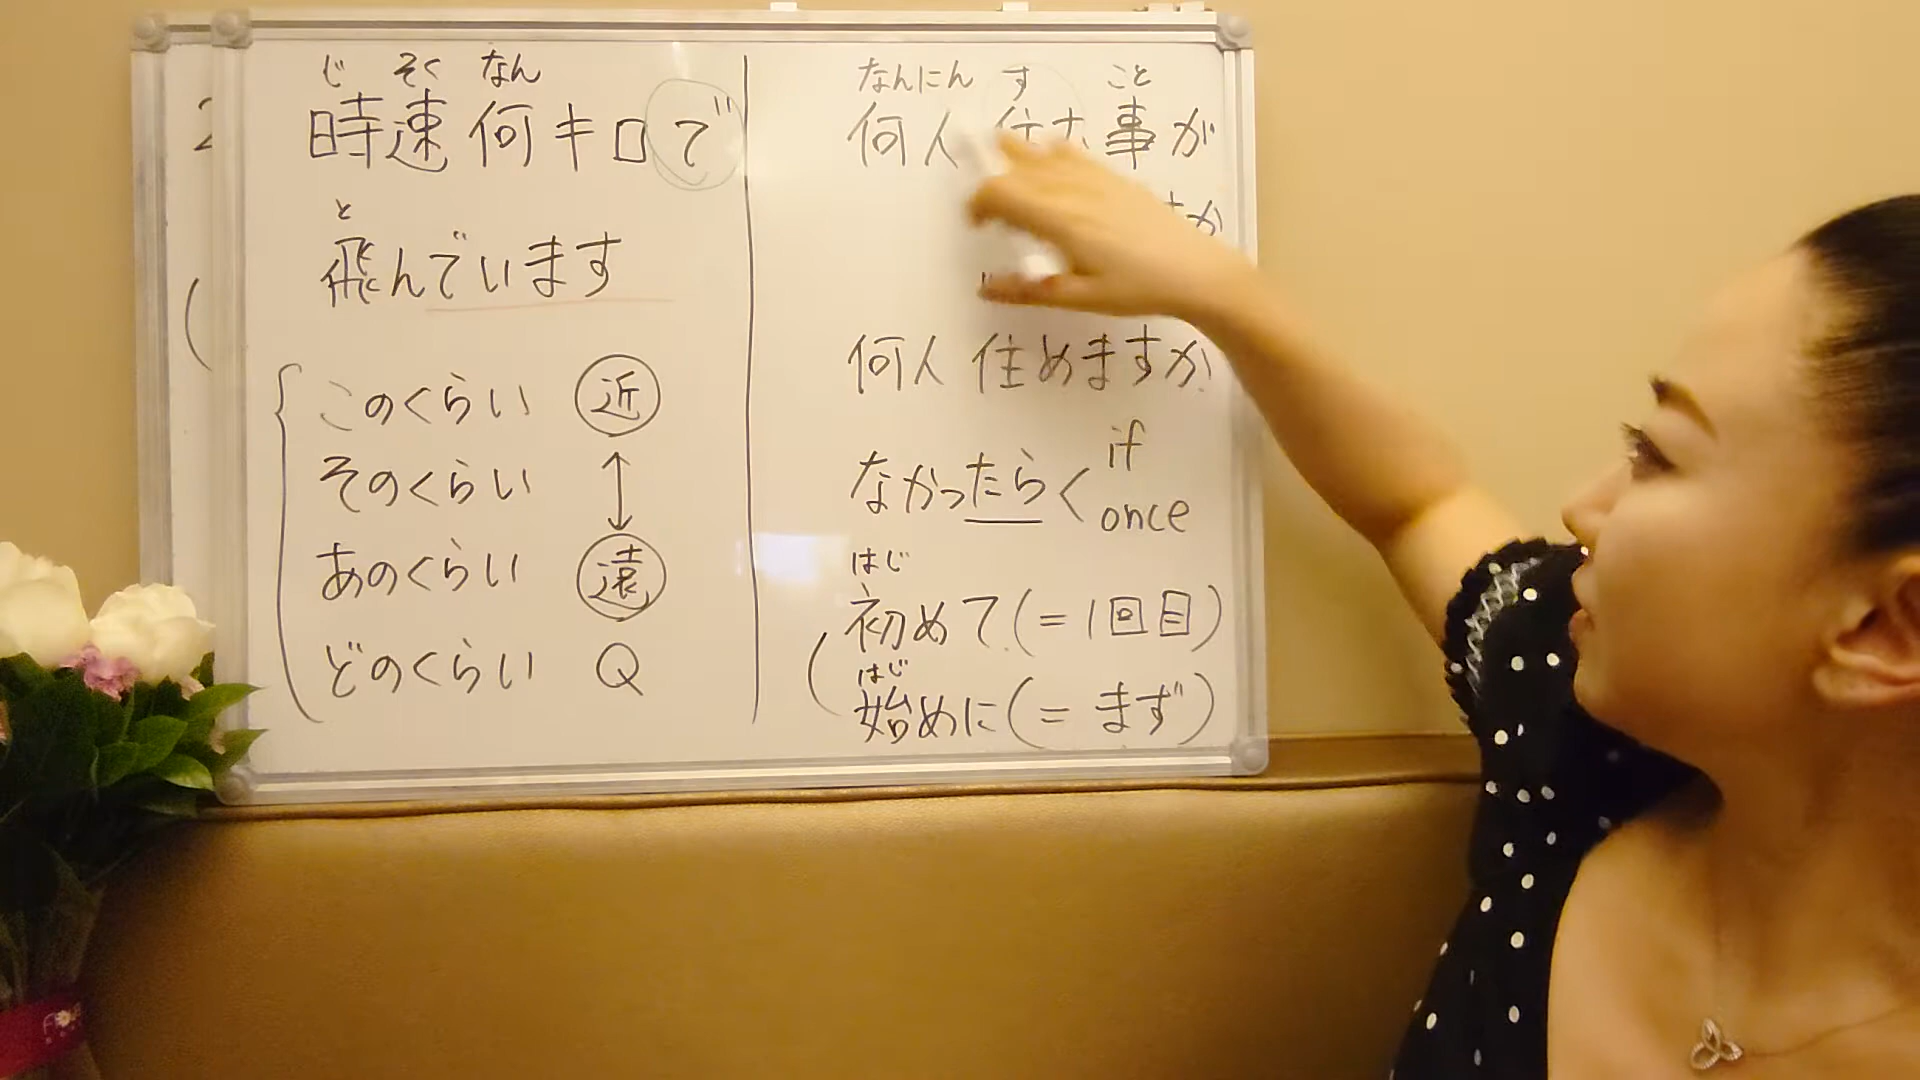 じ そく なん
時速何キロで
と
飛んでいます
このくらい 近
そのくらい
あのくらい 遠
どのくらい Q
なんにん す こと
何人住む事が
すか
何人住めますか
なかったら< if
once
はじ
初めて(=1回目)
はじ
始めに(=まず)
2
(